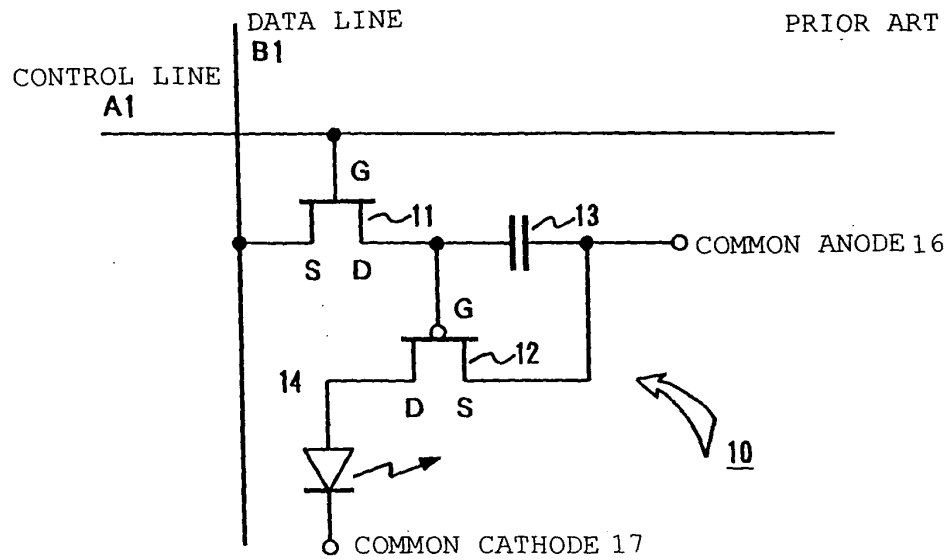 DATA LINE
B1
PRIOR ART
CONTROL LINE
A1
G
11
13
S D
COMMON ANODE 16
G
12
14
D S
10
COMMON CATHODE 17